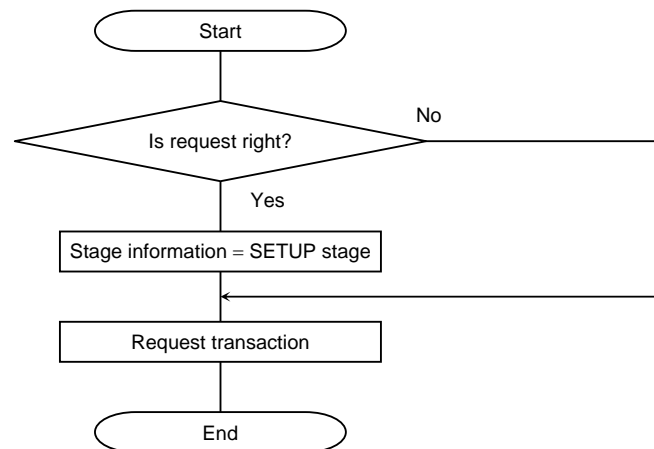 Start
Is request right?
No
Yes
Stage information = SETUP stage
Request transaction
End